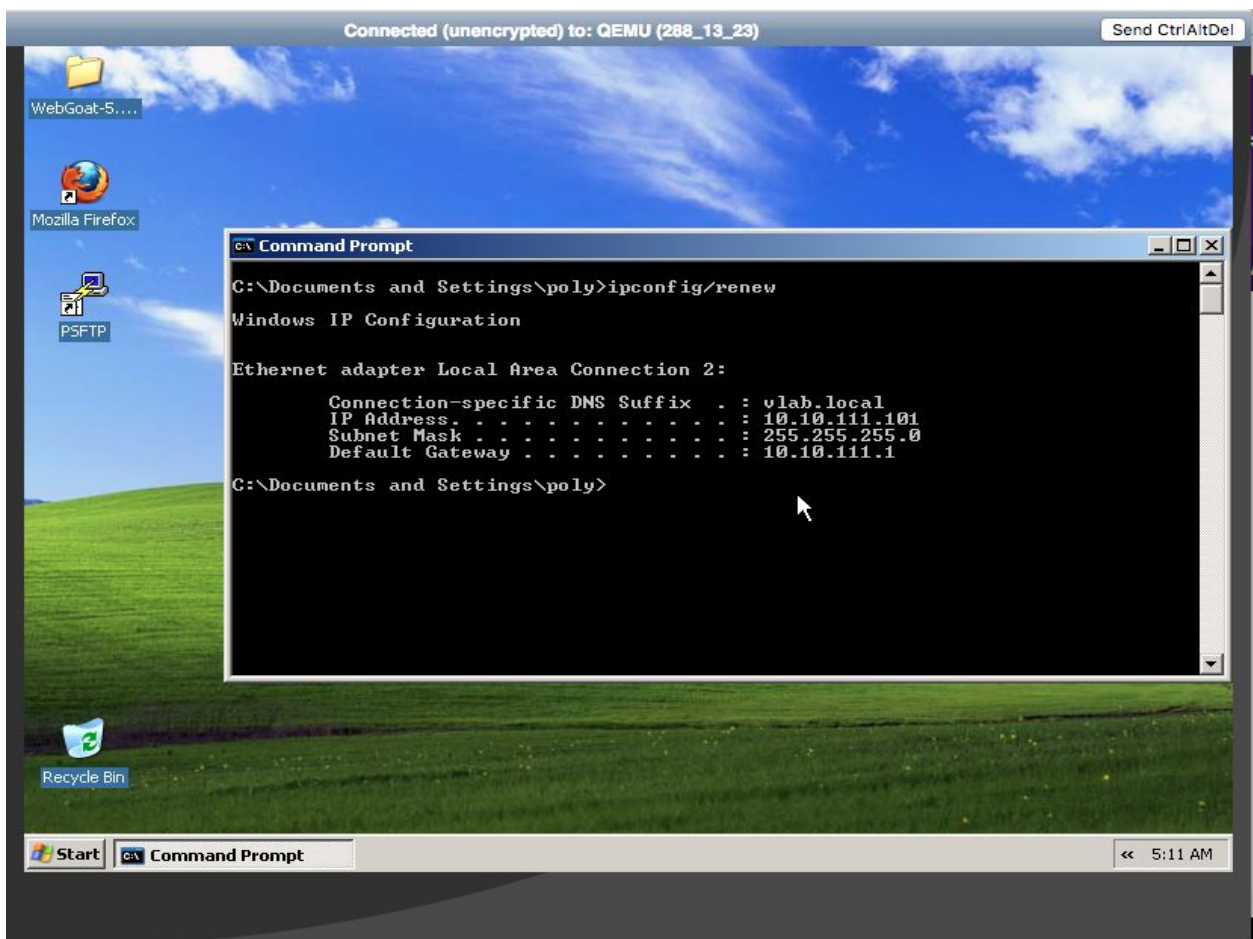 Connected (unencrypted) to: QEMU (288_13_23)
Send CtrlAltDel
WebGoat-5....
Mozilla Firefox
PSFTP
Command Prompt
C:\Documents and Settings\poly>ipconfig/renew
Windows IP Configuration
Ethernet adapter Local Area Connection 2:
Connection-specific DNS Suffix . : vlab.local
IP Address. . . . . . . . . . . . : 10.10.111.101
Subnet Mask . . . . . . . . . . . : 255.255.255.0
Default Gateway . . . . . . . . . : 10.10.111.1
C:\Documents and Settings\poly>
Recycle Bin
Start
Command Prompt
« 5:11 AM